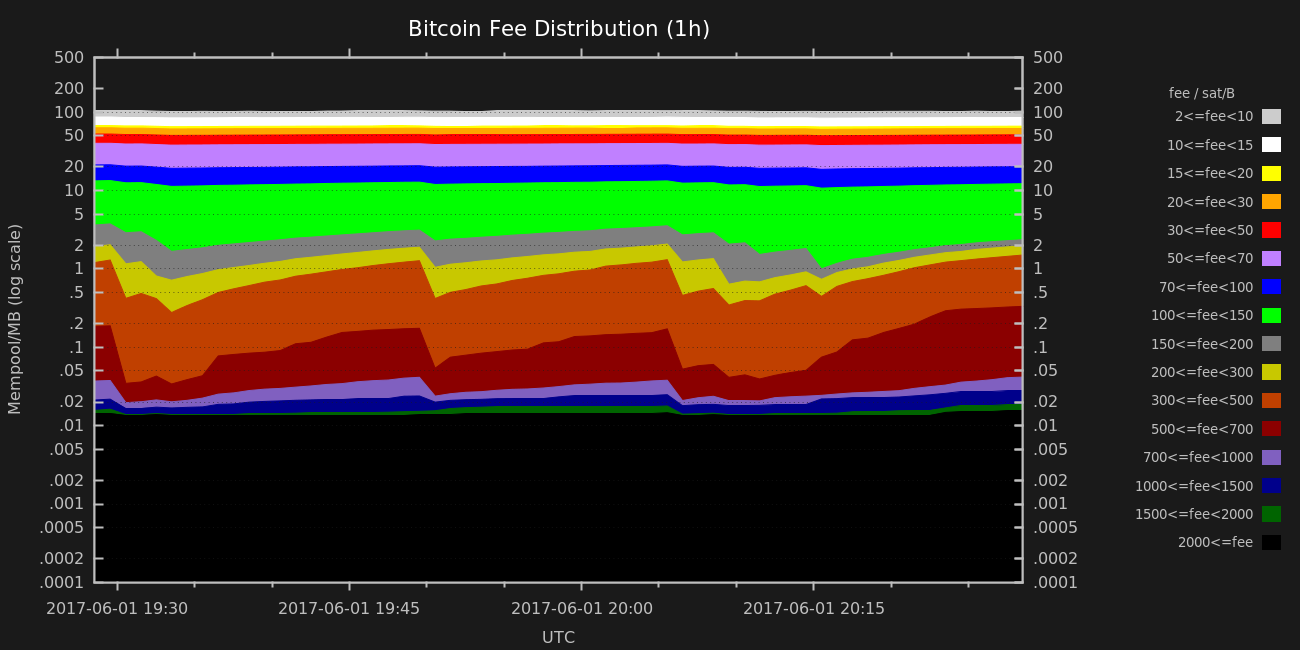 Bitcoin Fee Distribution (1h)
500
200
100
50
20
10
5
2
1
.5
.2
.1
.05
.02
.01
.005
.002
.001
.0005
.0002
.0001
Mempool/MB (log scale)
500
200
100
50
20
10
5
2
1
.5
.2
.1
.05
.02
.01
.005
.002
.001
.0005
.0002
.0001
2017-06-01 19:30 2017-06-01 19:45 2017-06-01 20:00 2017-06-01 20:15
UTC
fee / sat/B
2<=fee<10
10<=fee<15
15<=fee<20
20<=fee<30
30<=fee<50
50<=fee<70
70<=fee<100
100<=fee<150
150<=fee<200
200<=fee<300
300<=fee<500
500<=fee<700
700<=fee<1000
1000<=fee<1500
1500<=fee<2000
2000<=fee